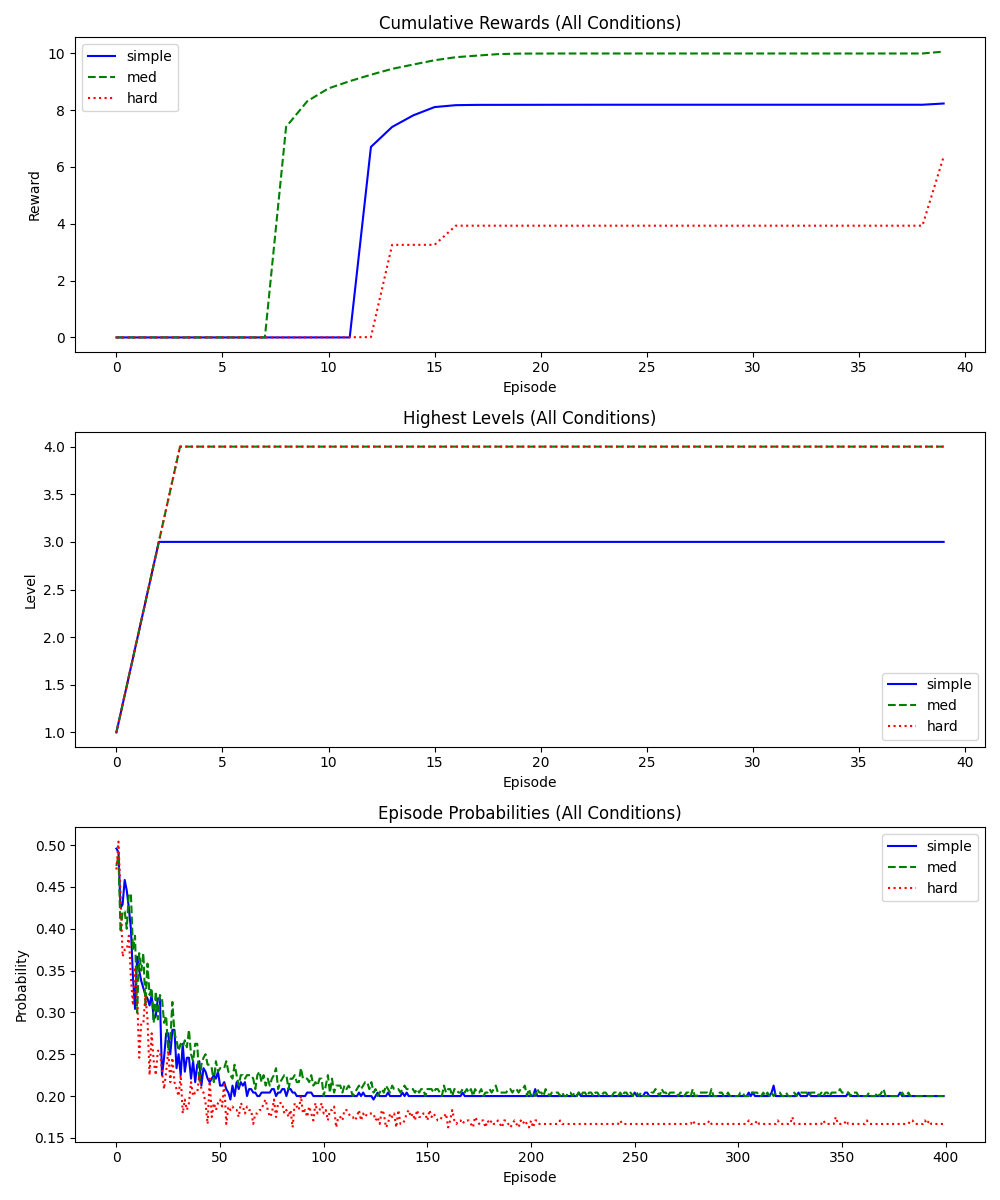 Cumulative Rewards (All Conditions)
simple
med
hard
10
8
6
4
2
0
Reward
0 5 10 15 20 25 30 35 40
Episode
Highest Levels (All Conditions)
4.0
3.5
3.0
2.5
2.0
1.5
1.0
Level
simple
med
hard
0 5 10 15 20 25 30 35 40
Episode
Episode Probabilities (All Conditions)
simple
med
hard
0.50
0.45
0.40
0.35
0.30
0.25
0.20
0.15
Probability
0 50 100 150 200 250 300 350 400
Episode